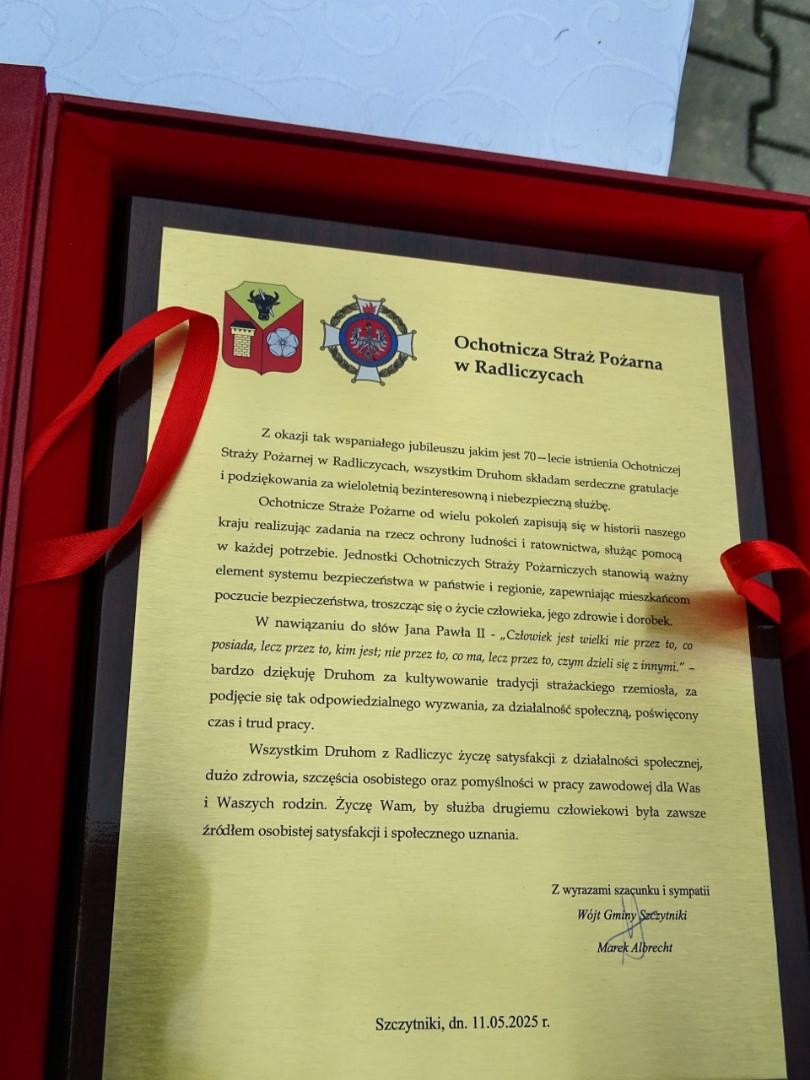 Ochotnicza Straż Pożarna
w Radliczycach
Z okazji tak wspaniałego jubileuszu jakim jest 70–lecie istnienia Ochotniczej
Straży Pożarnej w Radliczycach, wszystkim Druhom składam serdeczne gratulacje
i podziękowania za wieloletnią bezinteresowną i niebezpieczną służbę.
Ochotnicze Straże Pożarne od wielu pokoleń zapisują się w historii naszego
kraju realizując zadania na rzecz ochrony ludności i ratownictwa, służąc pomocą
w każdej potrzebie. Jednostki Ochotniczych Straży Pożarniczych stanowią ważny
element systemu bezpieczeństwa w państwie i regionie, zapewniając mieszkańcom
poczucie bezpieczeństwa, troszcząc się o życie człowieka, jego zdrowie i dorobek.
W nawiązaniu do słów Jana Pawła II - „Człowiek jest wielki nie przez to, co
posiada, lecz przez to, kim jest; nie przez to, co ma, lecz przez to, czym dzieli się z innymi.” –
bardzo dziękuję Druhom za kultywowanie tradycji strażackiego rzemiosła, za
podjęcie się tak odpowiedzialnego wyzwania, za działalność społeczną, poświęcony
czas i trud pracy.
Wszystkim Druhom z Radliczyc życzę satysfakcji z działalności społecznej,
dużo zdrowia, szczęścia osobistego oraz pomyślności w pracy zawodowej dla Was
i Waszych rodzin. Życzę Wam, by służba drugiemu człowiekowi była zawsze
źródłem osobistej satysfakcji i społecznego uznania.
Z wyrazami szacunku i sympatii
Wójt Gminy Szczytniki
Marek Albrecht
Szczytniki, dn. 11.05.2025 r.